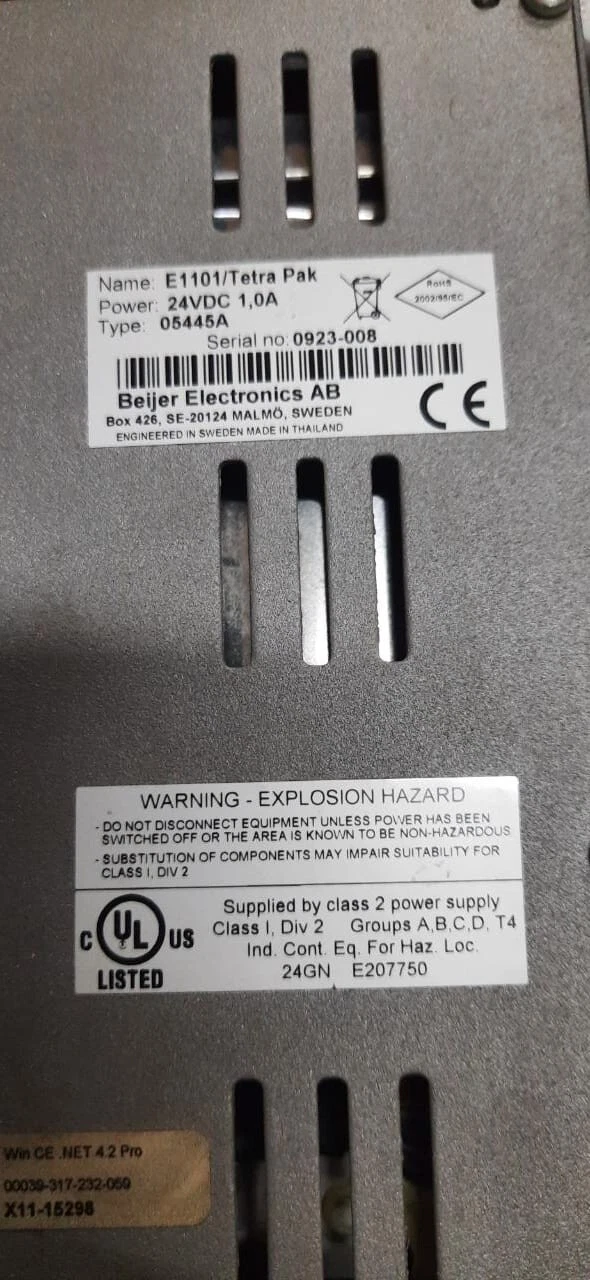 Name: E1101/Tetra Pak
Power: 24VDC 1,0A
Type: 05445A
RoHS
2002/95/EC
Serial no: 0923-008
Beijer Electronics AB
Box 426, SE-20124 MALMÖ, SWEDEN
ENGINEERED IN SWEDEN MADE IN THAILAND
CE
WARNING - EXPLOSION HAZARD
- DO NOT DISCONNECT EQUIPMENT UNLESS POWER HAS BEEN
SWITCHED OFF OR THE AREA IS KNOWN TO BE NON-HAZARDOUS
- SUBSTITUTION OF COMPONENTS MAY IMPAIR SUITABILITY FOR
CLASS I, DIV 2
C UL US
LISTED
Supplied by class 2 power supply
Class I, Div 2 Groups A,B,C,D, T4
Ind. Cont. Eq. For Haz. Loc.
24GN E207750
Win CE .NET 4.2 Pro
00039-317-232-059
X11-15298